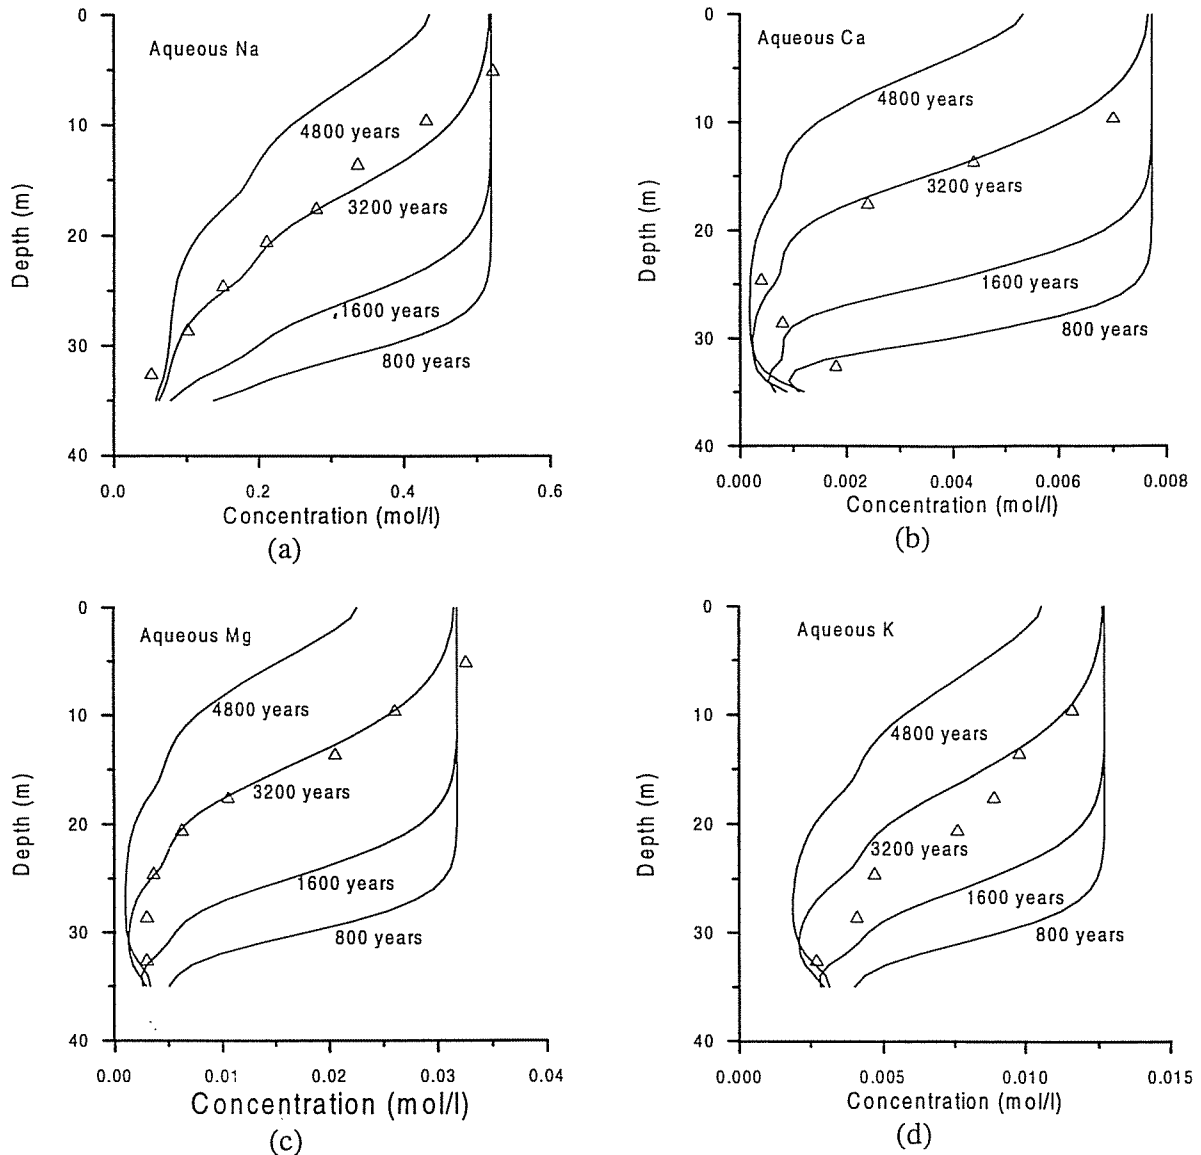 Aqueous Na
0
10
20
30
40
Depth (m)
4800 years
3200 years
1600 years
800 years
0.0
0.2
0.4
0.6
Concentration (mol/l)
(a)
Aqueous Ca
0
10
20
30
40
Depth (m)
4800 years
3200 years
1600 years
800 years
0.000
0.002
0.004
0.006
0.008
Concentration (mol/l)
(b)
Aqueous Mg
0
10
20
30
40
Depth (m)
4800 years
3200 years
1600 years
800 years
0.00
0.01
0.02
0.03
0.04
Concentration (mol/l)
(c)
Aqueous K
0
10
20
30
40
Depth (m)
4800 years
3200 years
1600 years
800 years
0.000
0.005
0.010
0.015
Concentration (mol/l)
(d)